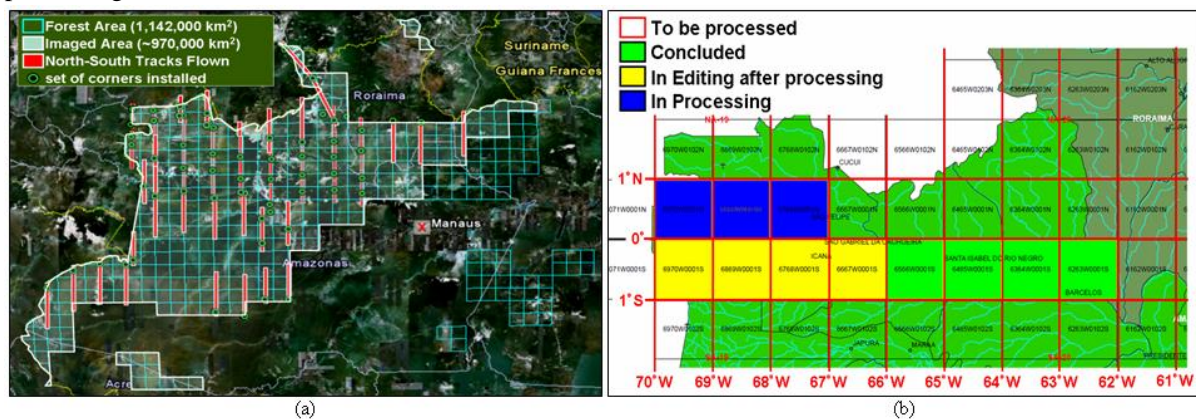 Forest Area (1,142,000 km²)
Imaged Area (~970,000 km²)
North-South Tracks Flown
set of corners installed
Suriname
Guiana Frances
Roraima
Manaus
Amazonas
Acre
(a)
To be processed
Concluded
In Editing after processing
In Processing
6465W0203N 6364W0203N 6263W0203N 6162W0203N
NA-19
RORAIMA
6970W0102N 6869W0102N 6768W0102N 6667W0102N 6566W0102N 6465W0102N 6364W0102N 6263W0102N 6162W0102N
CUCUI
1°N
6667W0001N 6566W0001N 6465W0001N 6364W0001N 6263W0001N 6162W0001N
0°
SAO GABRIEL DA CACHOEIRA
ICANA
SANTA ISABEL DO RIO NEGRO
6970W0001S 6869W0001S 6768W0001S 6667W0001S 6566W0001S 6465W0001S 6364W0001S 6263W0001S 6162W0001S
BARCELOS
1°S
6970W0102S 6869W0102S 6768W0102S 6667W0102S 6566W0102S 6465W0102S 6364W0102S 6263W0102S 6162W0102S
JAPURA
MARAA
PRESIDENTE
70°W 69°W 68°W 67°W 66°W 65°W 64°W 63°W 62°W 61°W
(b)